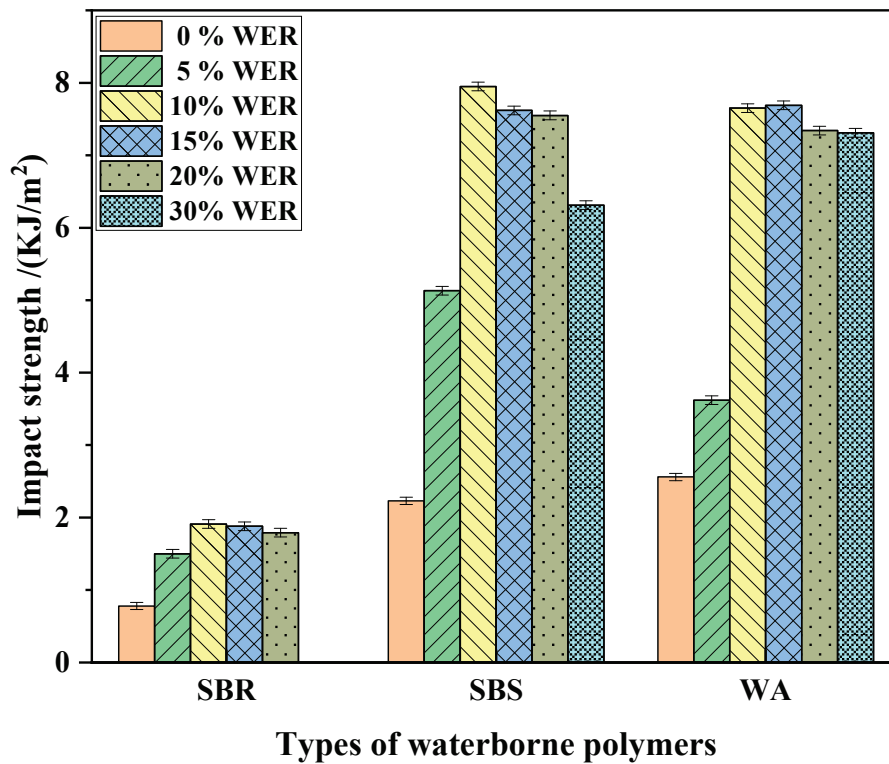 0 % WER
5 % WER
10% WER
15% WER
20% WER
30% WER
Impact strength /(KJ/m²)
8
6
4
2
0
SBR SBS WA
Types of waterborne polymers